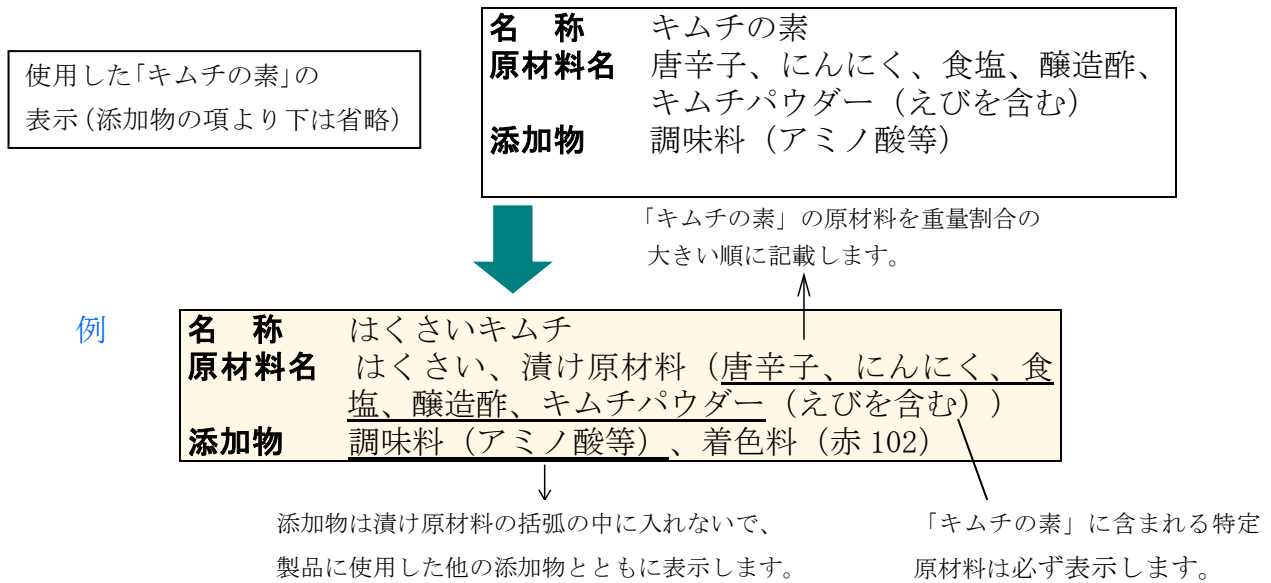 使用した「キムチの素」の
表示（添加物の項より下は省略）
名　称　キムチの素
原材料名　唐辛子、にんにく、食塩、醸造酢、
キムチパウダー（えびを含む）
添加物　調味料（アミノ酸等）
「キムチの素」の原材料を重量割合の
大きい順に記載します。
例
名　称　はくさいキムチ
原材料名　はくさい、漬け原材料（唐辛子、にんにく、食
塩、醸造酢、キムチパウダー（えびを含む））
添加物　調味料（アミノ酸等）、着色料（赤 102）
添加物は漬け原材料の括弧の中に入れないで、
製品に使用した他の添加物とともに表示します。
「キムチの素」に含まれる特定
原材料は必ず表示します。